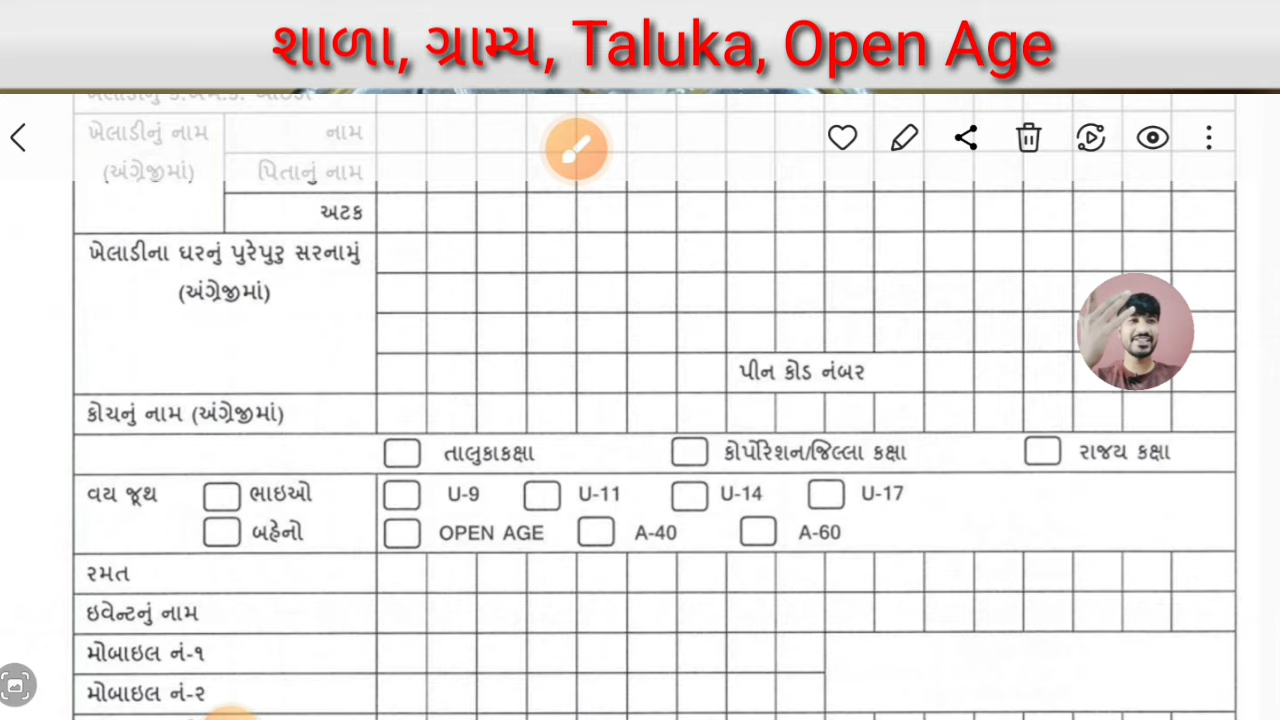 શાળા, ગ્રામ્ય, Taluka, Open Age
ખેલાડીનું નામ
(અંગ્રેજીમાં)
નામ
પિતાનું નામ
અટક
ખેલાડીના ઘરનું પુરેપુરુ સરનામું
(અંગ્રેજીમાં)
પીન કોડ નંબર
કોચનું નામ (અંગ્રેજીમાં)
તાલુકાકક્ષા કોર્પોરેશન/જિલ્લા કક્ષા રાજ્ય કક્ષા
વય જૂથ ભાઇઓ U-9 U-11 U-14 U-17
બહેનો OPEN AGE A-40 A-60
રમત
ઇવેન્ટનું નામ
મોબાઇલ નં-૧
મોબાઇલ નં-૨